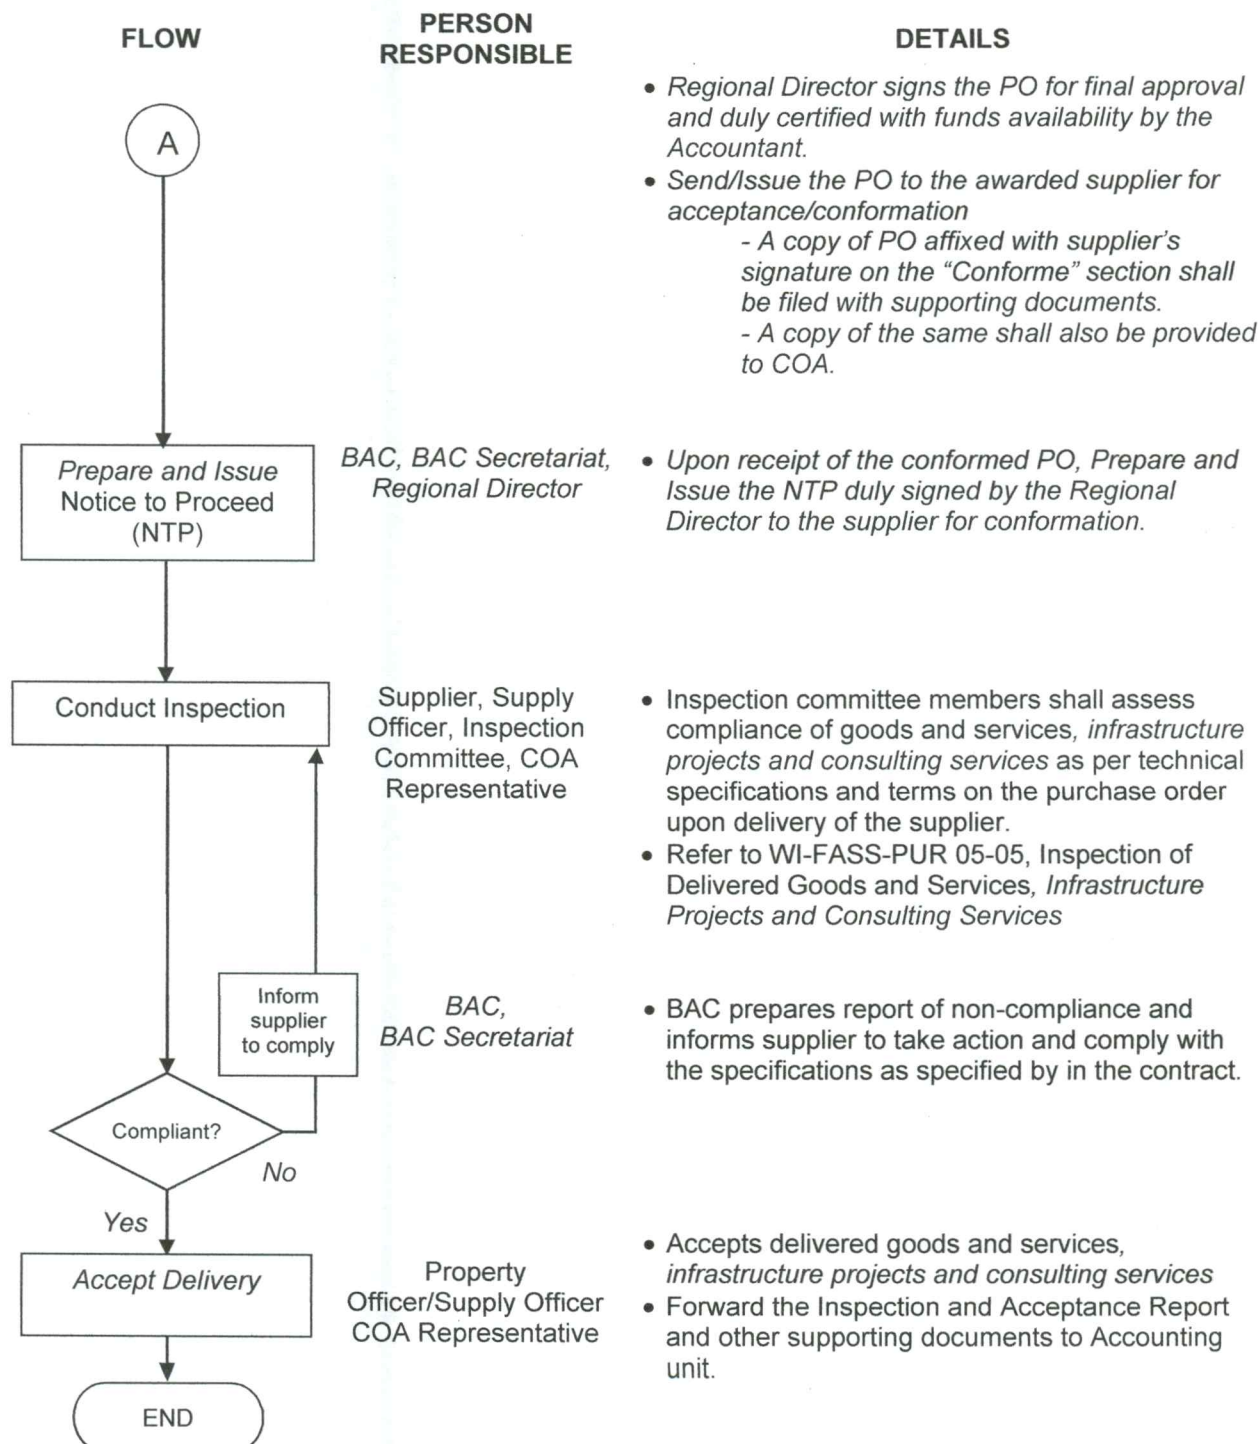 FLOW
PERSON
RESPONSIBLE
DETAILS
A
• Regional Director signs the PO for final approval
and duly certified with funds availability by the
Accountant.
• Send/Issue the PO to the awarded supplier for
acceptance/conformation
- A copy of PO affixed with supplier's
signature on the “Conforme” section shall
be filed with supporting documents.
- A copy of the same shall also be provided
to COA.
Prepare and Issue
Notice to Proceed
(NTP)
BAC, BAC Secretariat,
Regional Director
• Upon receipt of the conformed PO, Prepare and
Issue the NTP duly signed by the Regional
Director to the supplier for conformation.
Conduct Inspection
Supplier, Supply
Officer, Inspection
Committee, COA
Representative
• Inspection committee members shall assess
compliance of goods and services, infrastructure
projects and consulting services as per technical
specifications and terms on the purchase order
upon delivery of the supplier.
• Refer to WI-FASS-PUR 05-05, Inspection of
Delivered Goods and Services, Infrastructure
Projects and Consulting Services
Inform
supplier
to comply
BAC,
BAC Secretariat
• BAC prepares report of non-compliance and
informs supplier to take action and comply with
the specifications as specified by in the contract.
Compliant?
No
Yes
Accept Delivery
Property
Officer/Supply Officer
COA Representative
• Accepts delivered goods and services,
infrastructure projects and consulting services
• Forward the Inspection and Acceptance Report
and other supporting documents to Accounting
unit.
END